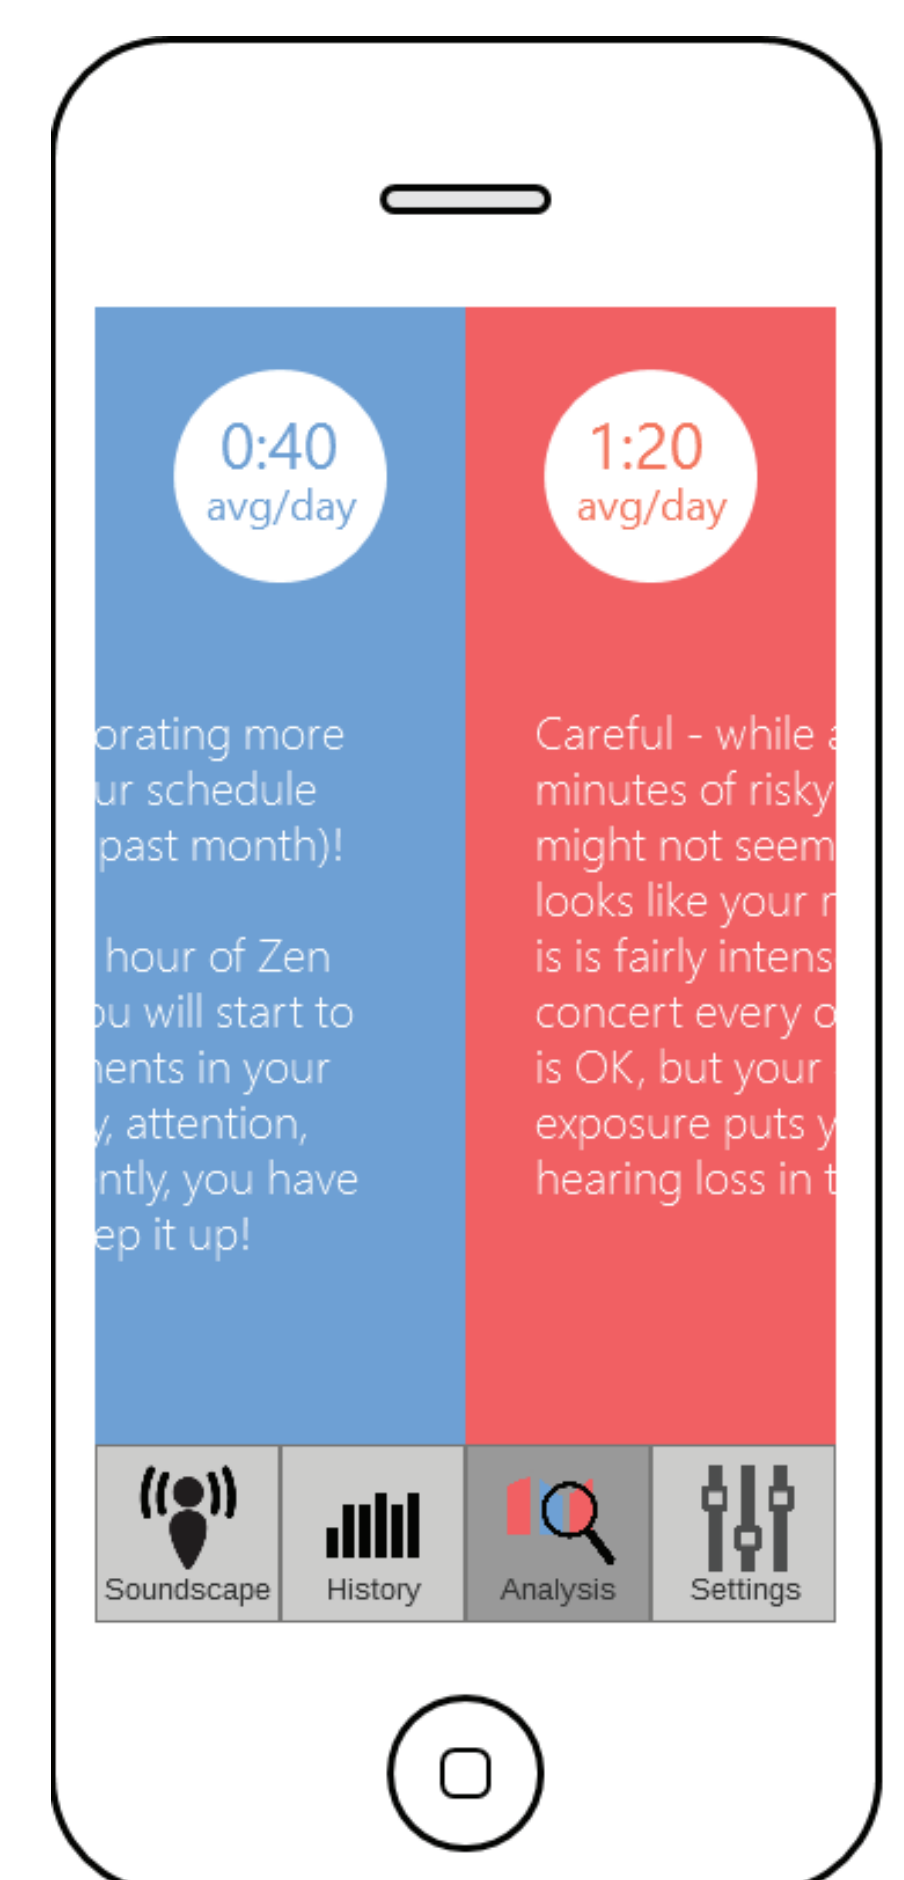 0:40
avg/day
1:20
avg/day
orating more
ur schedule
past month)!
hour of Zen
ou will start to
ments in your
y, attention,
ntly, you have
ep it up!
Careful - while a
minutes of risky
might not seem
looks like your
is is fairly intens
concert every o
is OK, but your
exposure puts y
hearing loss in t
Soundscape
History
Analysis
Settings